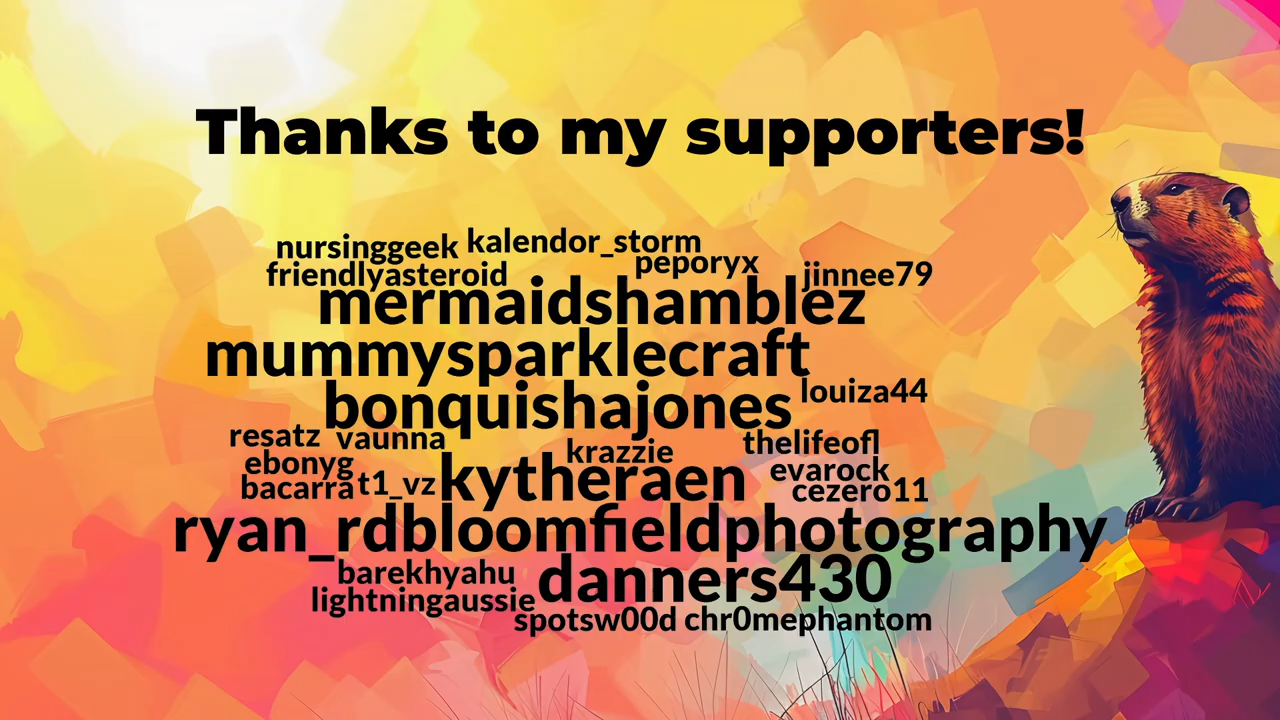 Thanks to my supporters!
nursinggeek kalendor_storm
friendlyasteroid peporyx jinnee79
mermaidshamblez
mummysparklecraft
bonquishajones louiza44
resatz vaunna krazzie thelifeofl
ebonyg evarock
bacarra t1_vz kytheraen cezero11
ryan_rdbloomfieldphotography
barekhyahu danners430
lightningaussie
spotsw00d chr0mephantom